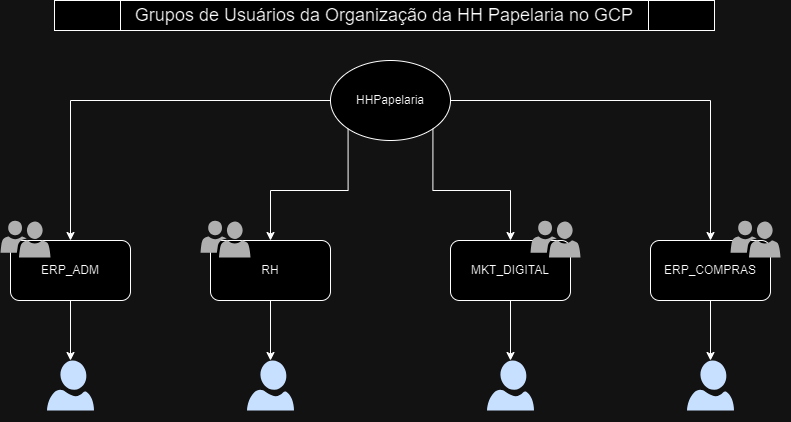 Grupos de Usuários da Organização da HH Papelaria no GCP
HHPapelaria
ERP_ADM
RH
MKT_DIGITAL
ERP_COMPRAS